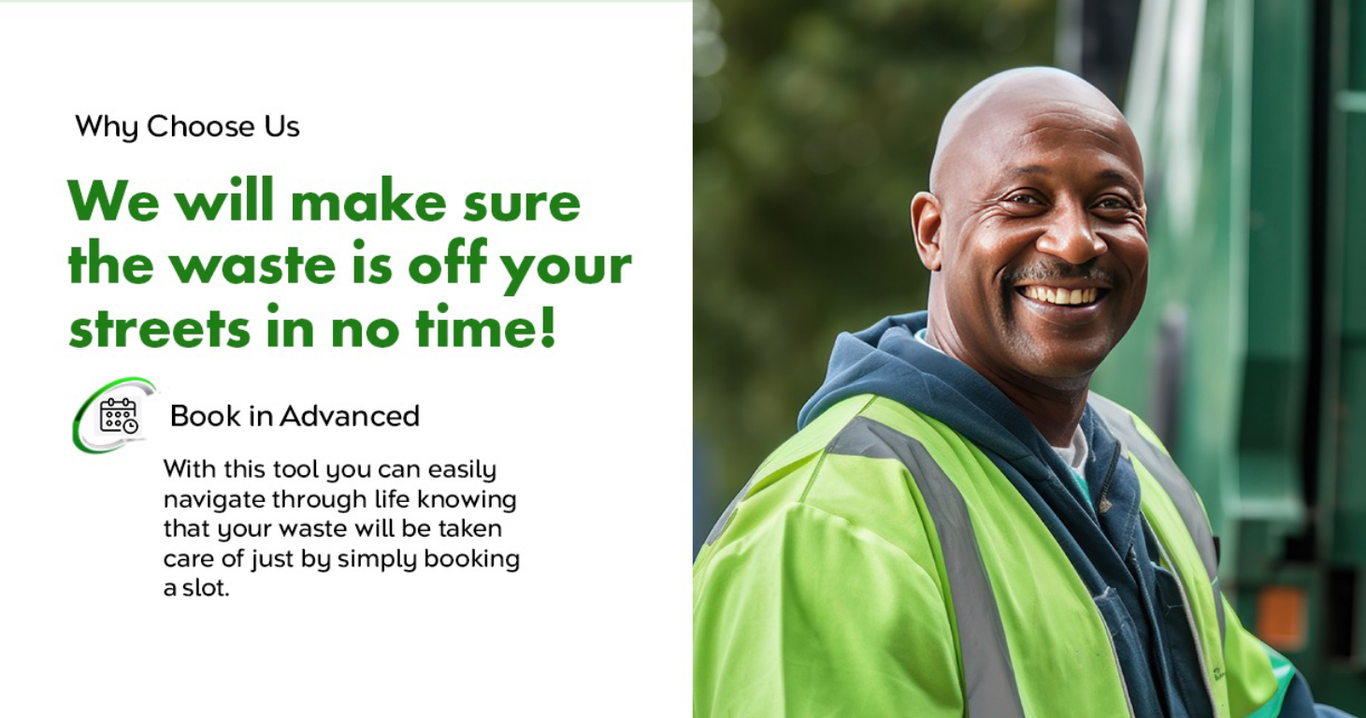 Why Choose Us
We will make sure
the waste is off your
streets in no time!
Book in Advanced
With this tool you can easily
navigate through life knowing
that your waste will be taken
care of just by simply booking
a slot.